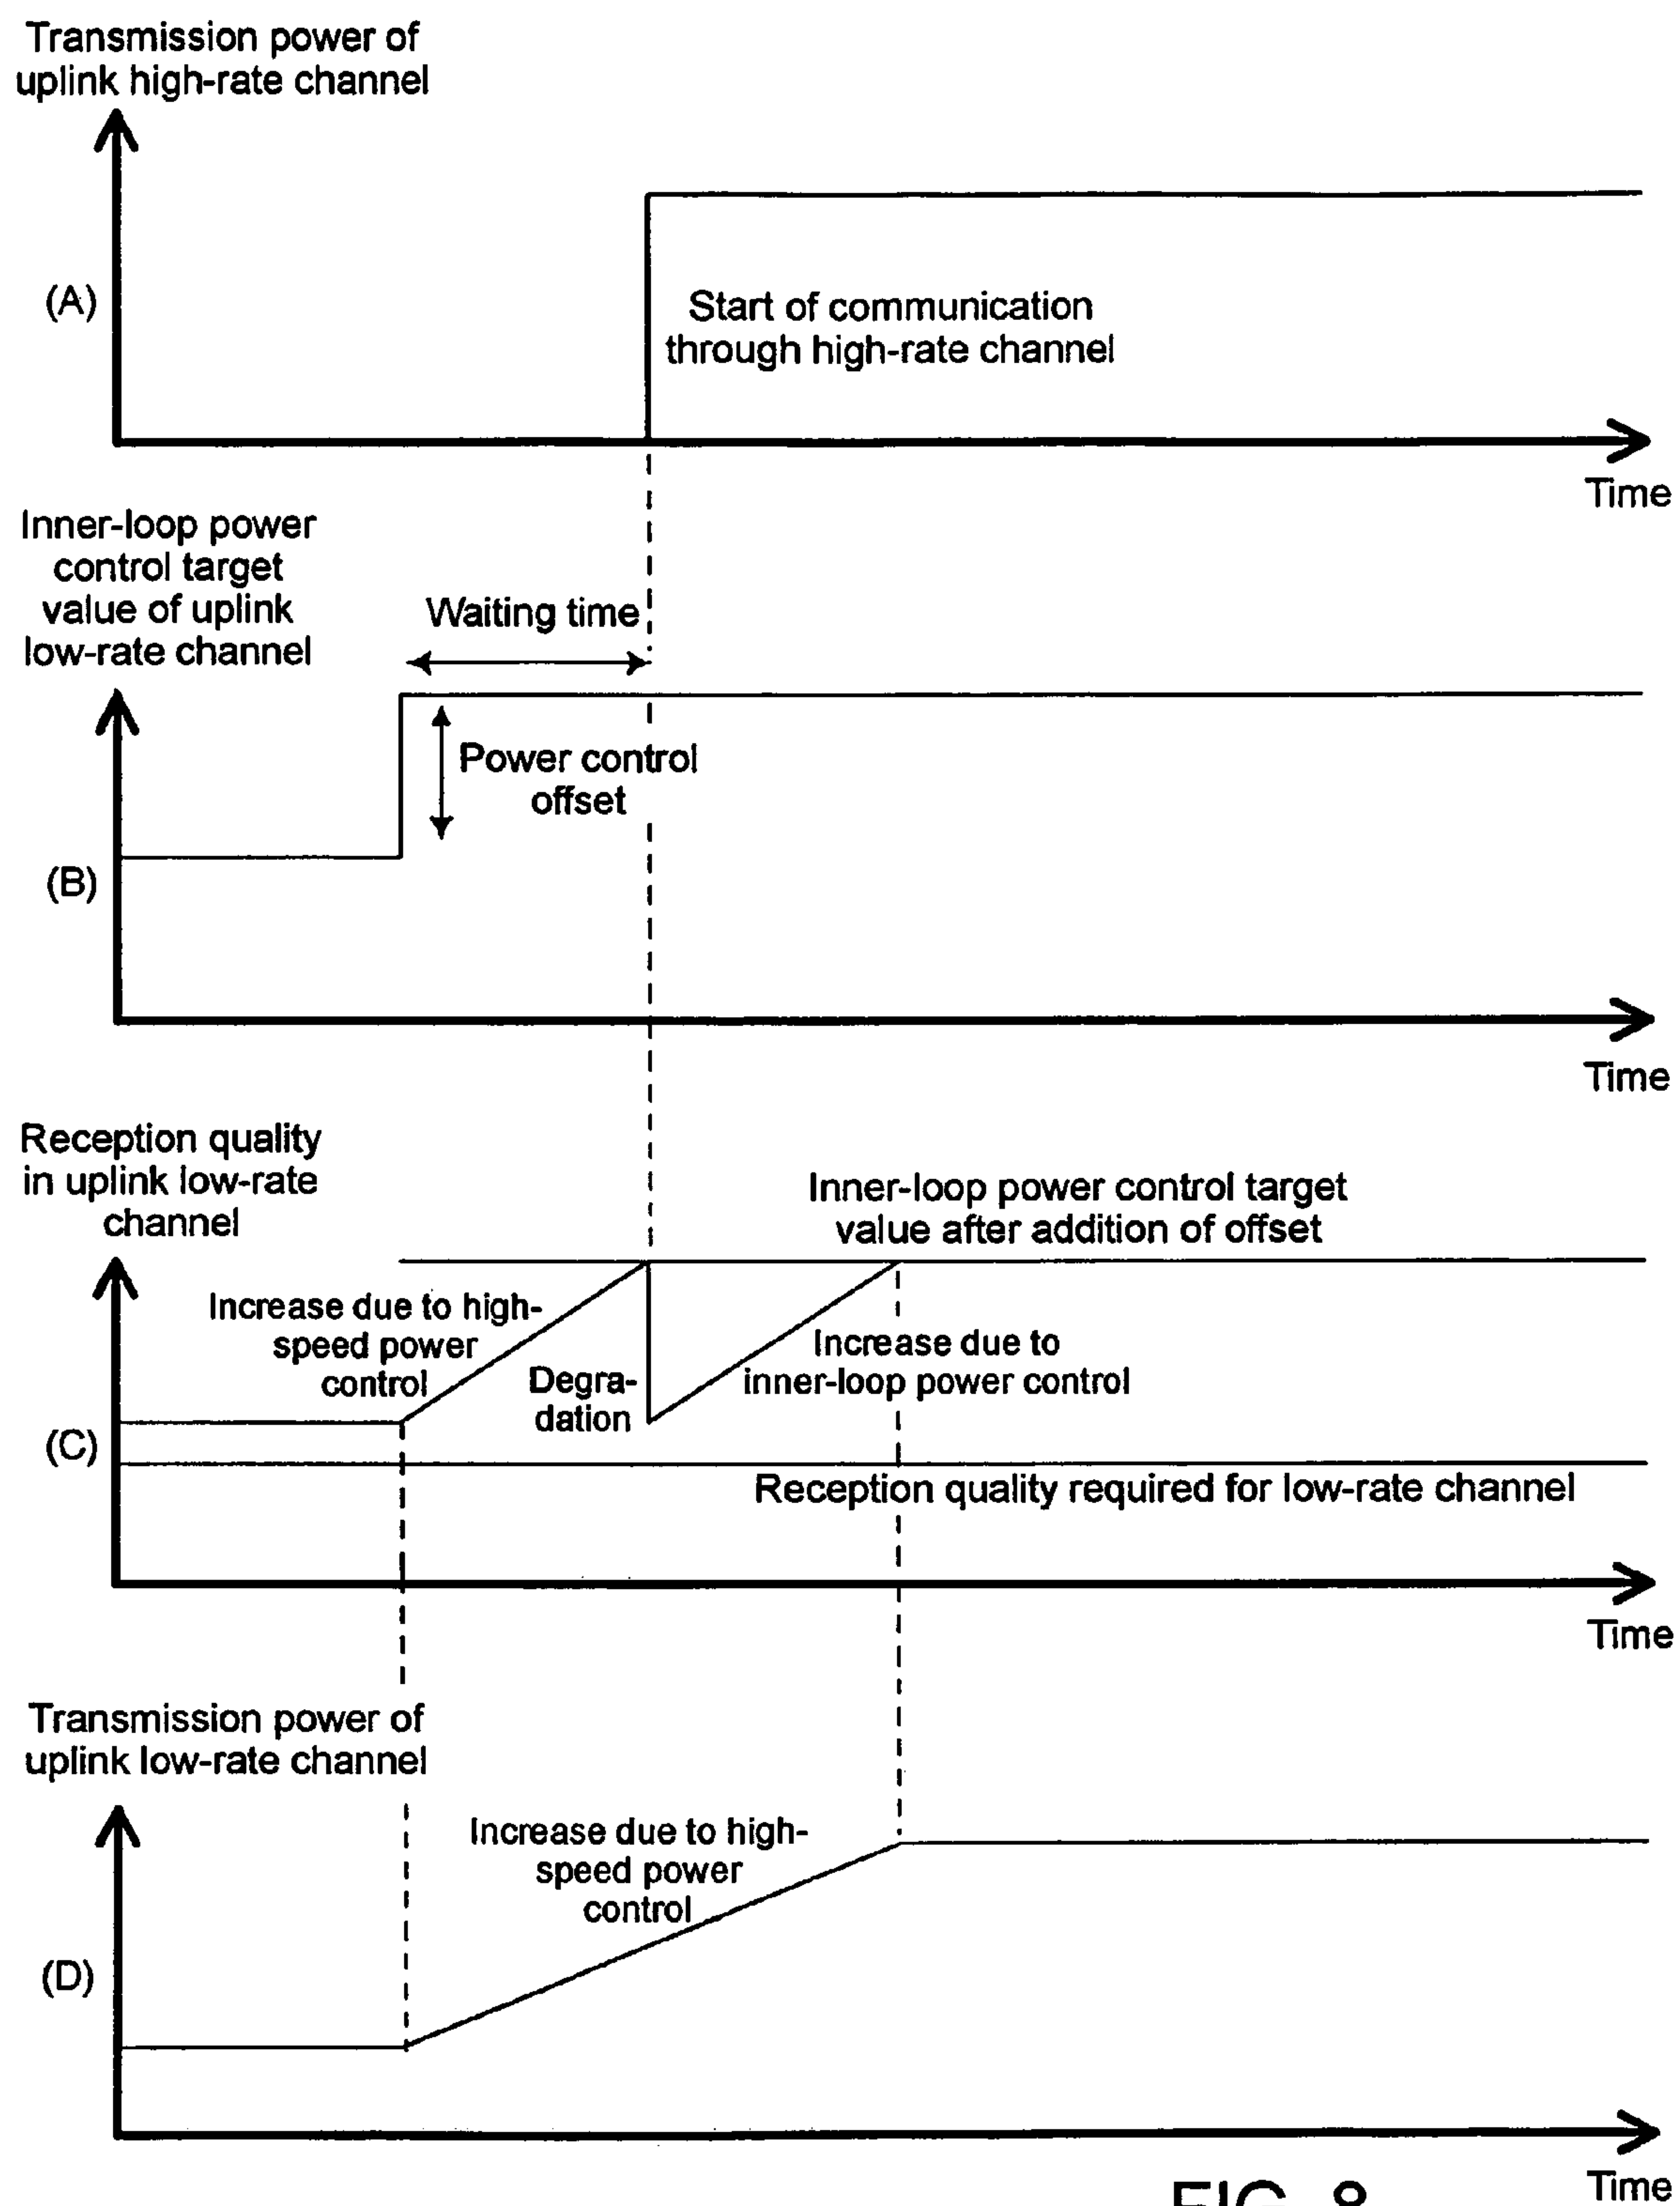 Transmission power of
uplink high-rate channel
(A)
Start of communication
through high-rate channel
Time
Inner-loop power
control target
value of uplink
low-rate channel
Waiting time
Power control
offset
(B)
Time
Reception quality
in uplink low-rate
channel
Inner-loop power control target
value after addition of offset
Increase due to high-
speed power
control
Degra-
dation
Increase due to
inner-loop power control
(C)
Reception quality required for low-rate channel
Time
Transmission power of
uplink low-rate channel
Increase due to high-
speed power
control
(D)
Time
FIG. 8